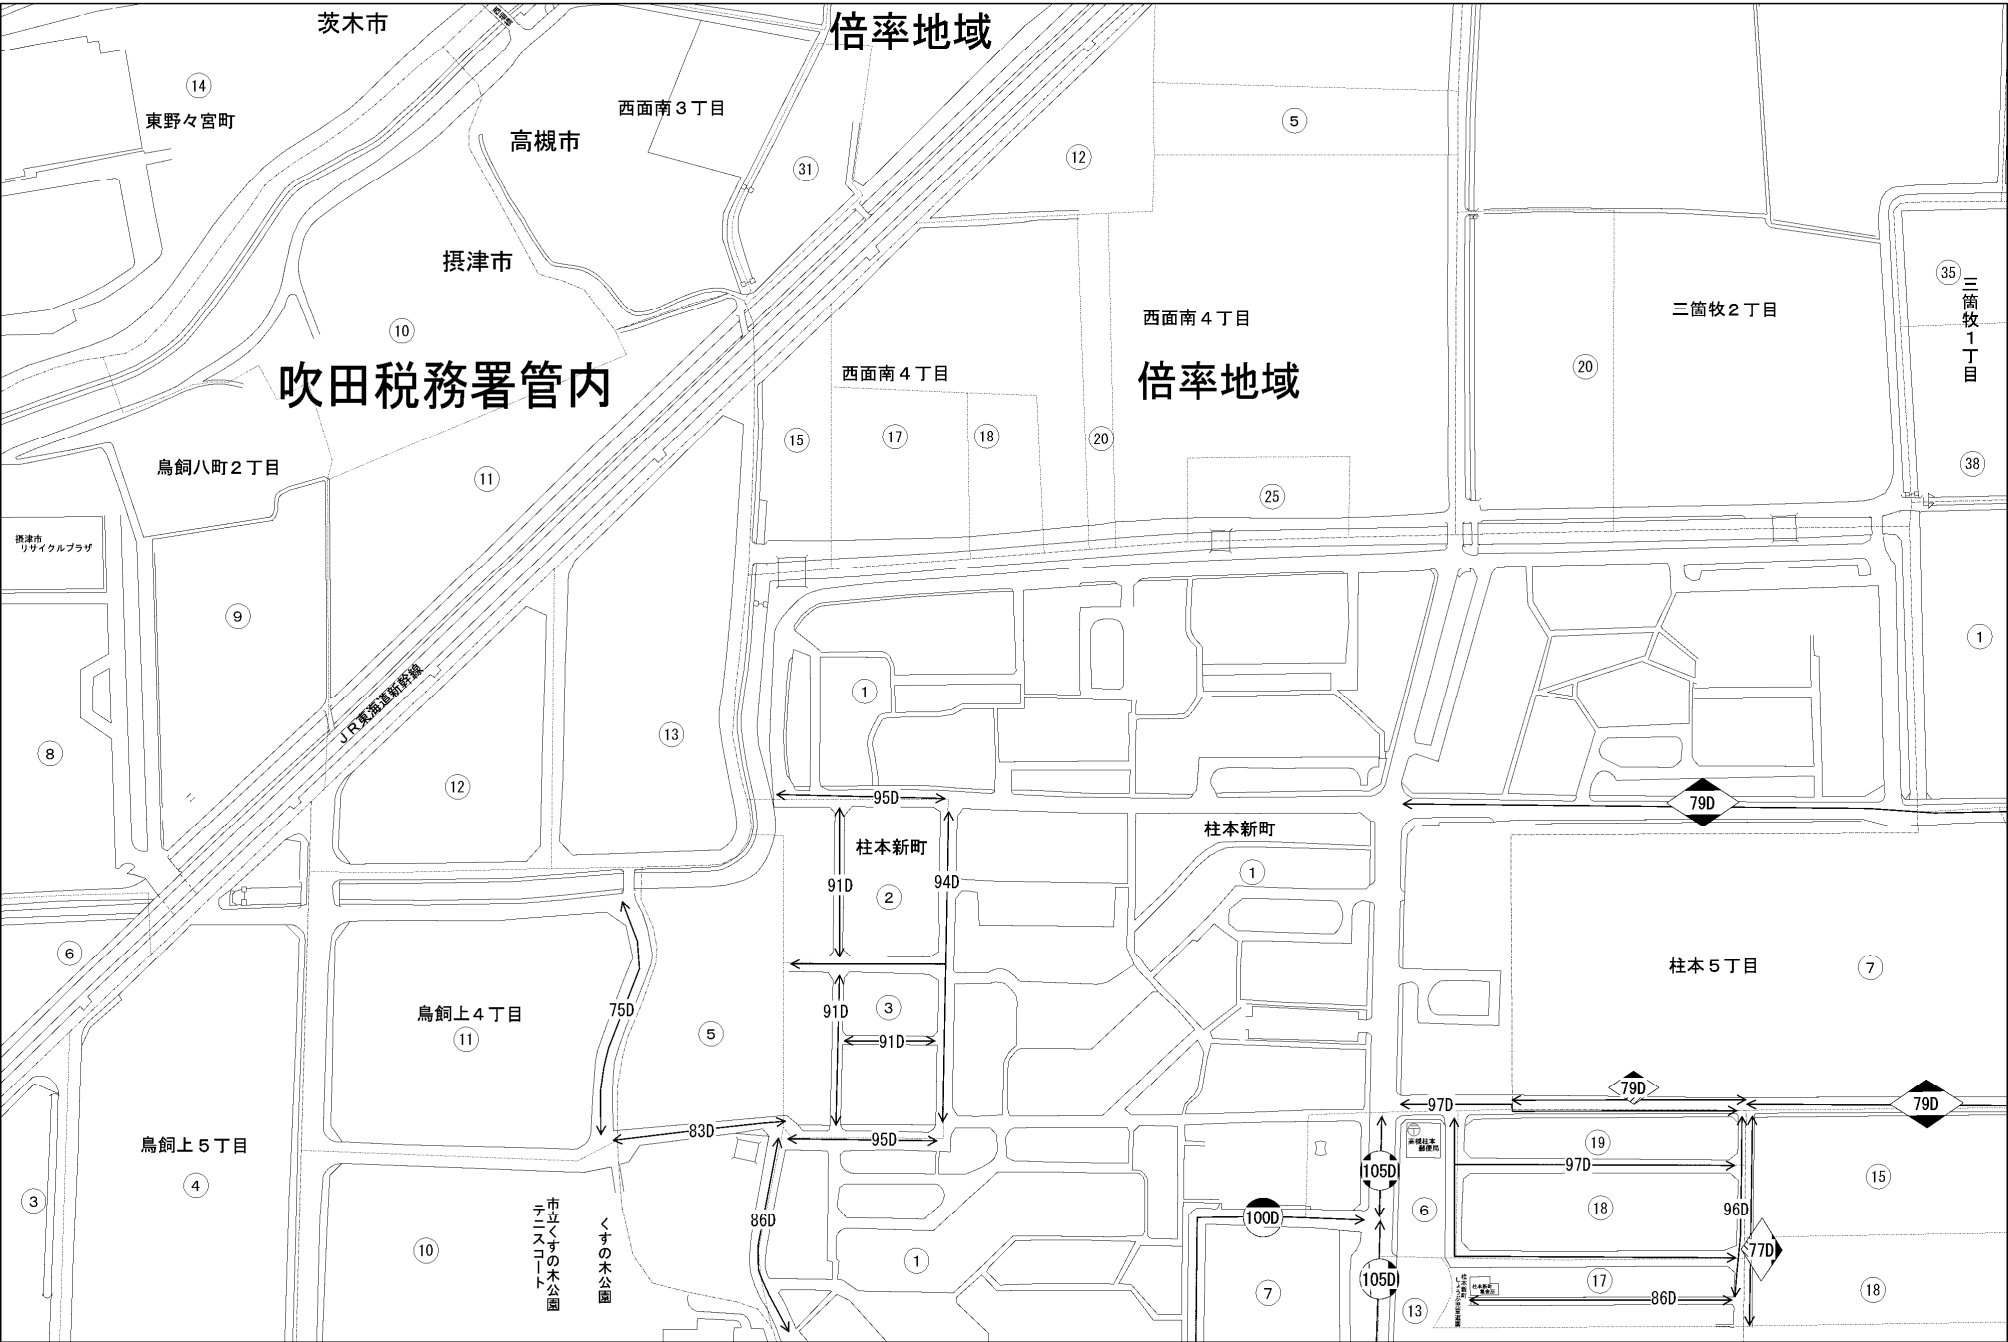 茨木市
倍率地域
14
東野々宮町
西面南3丁目
高槻市
5
12
31
摂津市
35
三箇牧1丁目
10
西面南4丁目
三箇牧2丁目
吹田税務署管内
西面南4丁目
倍率地域
20
15
17
18
20
38
鳥飼八町2丁目
11
25
摂津市
リサイクルプラザ
9
1
JR東海道新幹線
1
8
13
12
95D
79D
柱本新町
柱本新町
91D
2
94D
1
6
柱本5丁目
7
鳥飼上4丁目
11
75D
5
91D
3
91D
79D
97D
79D
鳥飼上5丁目
4
83D
95D
高槻柱本
郵便局
19
97D
105D
3
15
市立くすの木公園
テニスコート
くすの木公園
86D
100D
6
18
96D
10
1
77D
7
105D
13
17
86D
18